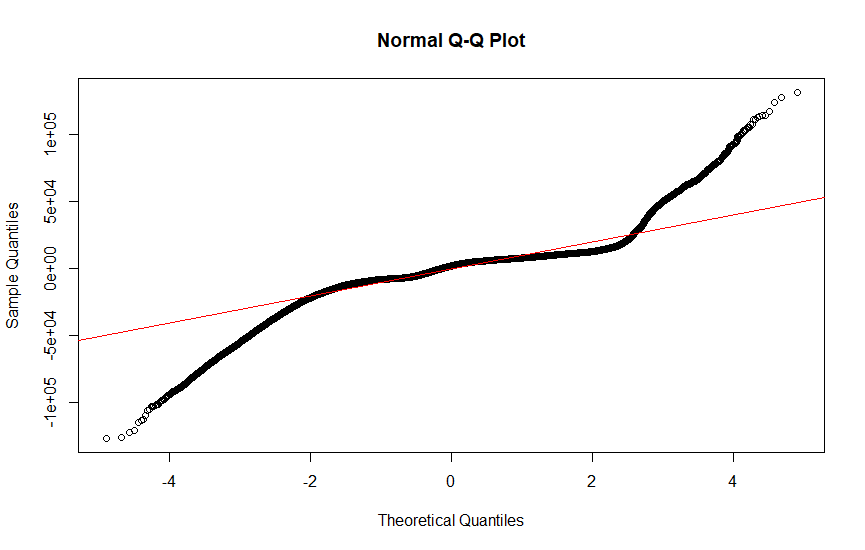 Normal Q-Q Plot
Sample Quantiles
1e+05
5e+04
0e+00
-5e+04
-1e+05
-4
-2
0
2
4
Theoretical Quantiles